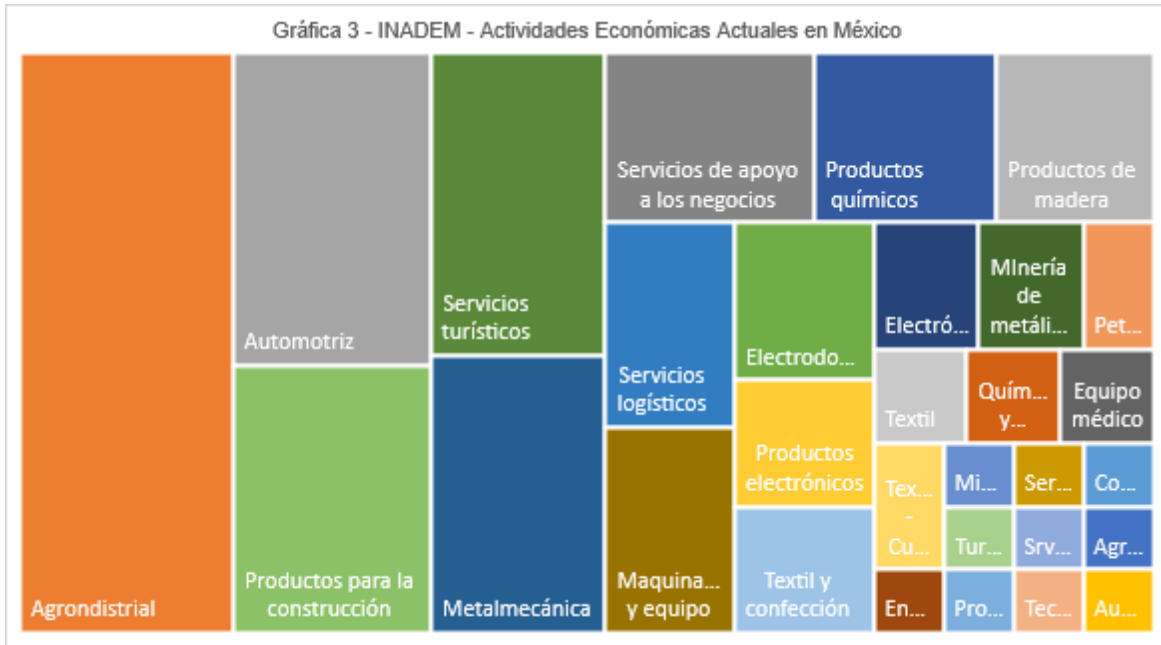 Gráfica 3 - INADEM - Actividades Económicas Actuales en México
Agrondistrial
Automotriz
Productos para la
construcción
Servicios
turísticos
Metalmecánica
Servicios de apoyo
a los negocios
Productos
químicos
Productos de
madera
Servicios
logísticos
Maquina...
y equipo
Electrodo...
Productos
electrónicos
Textil y
confección
Electró...
MInería
de
metáli...
Pet...
Textil
Quím...
y...
Equipo
médico
Tex...
-
Cu...
Mi...
Ser...
Co...
Tur...
Srv...
Agr...
En...
Pro...
Tec...
Au...